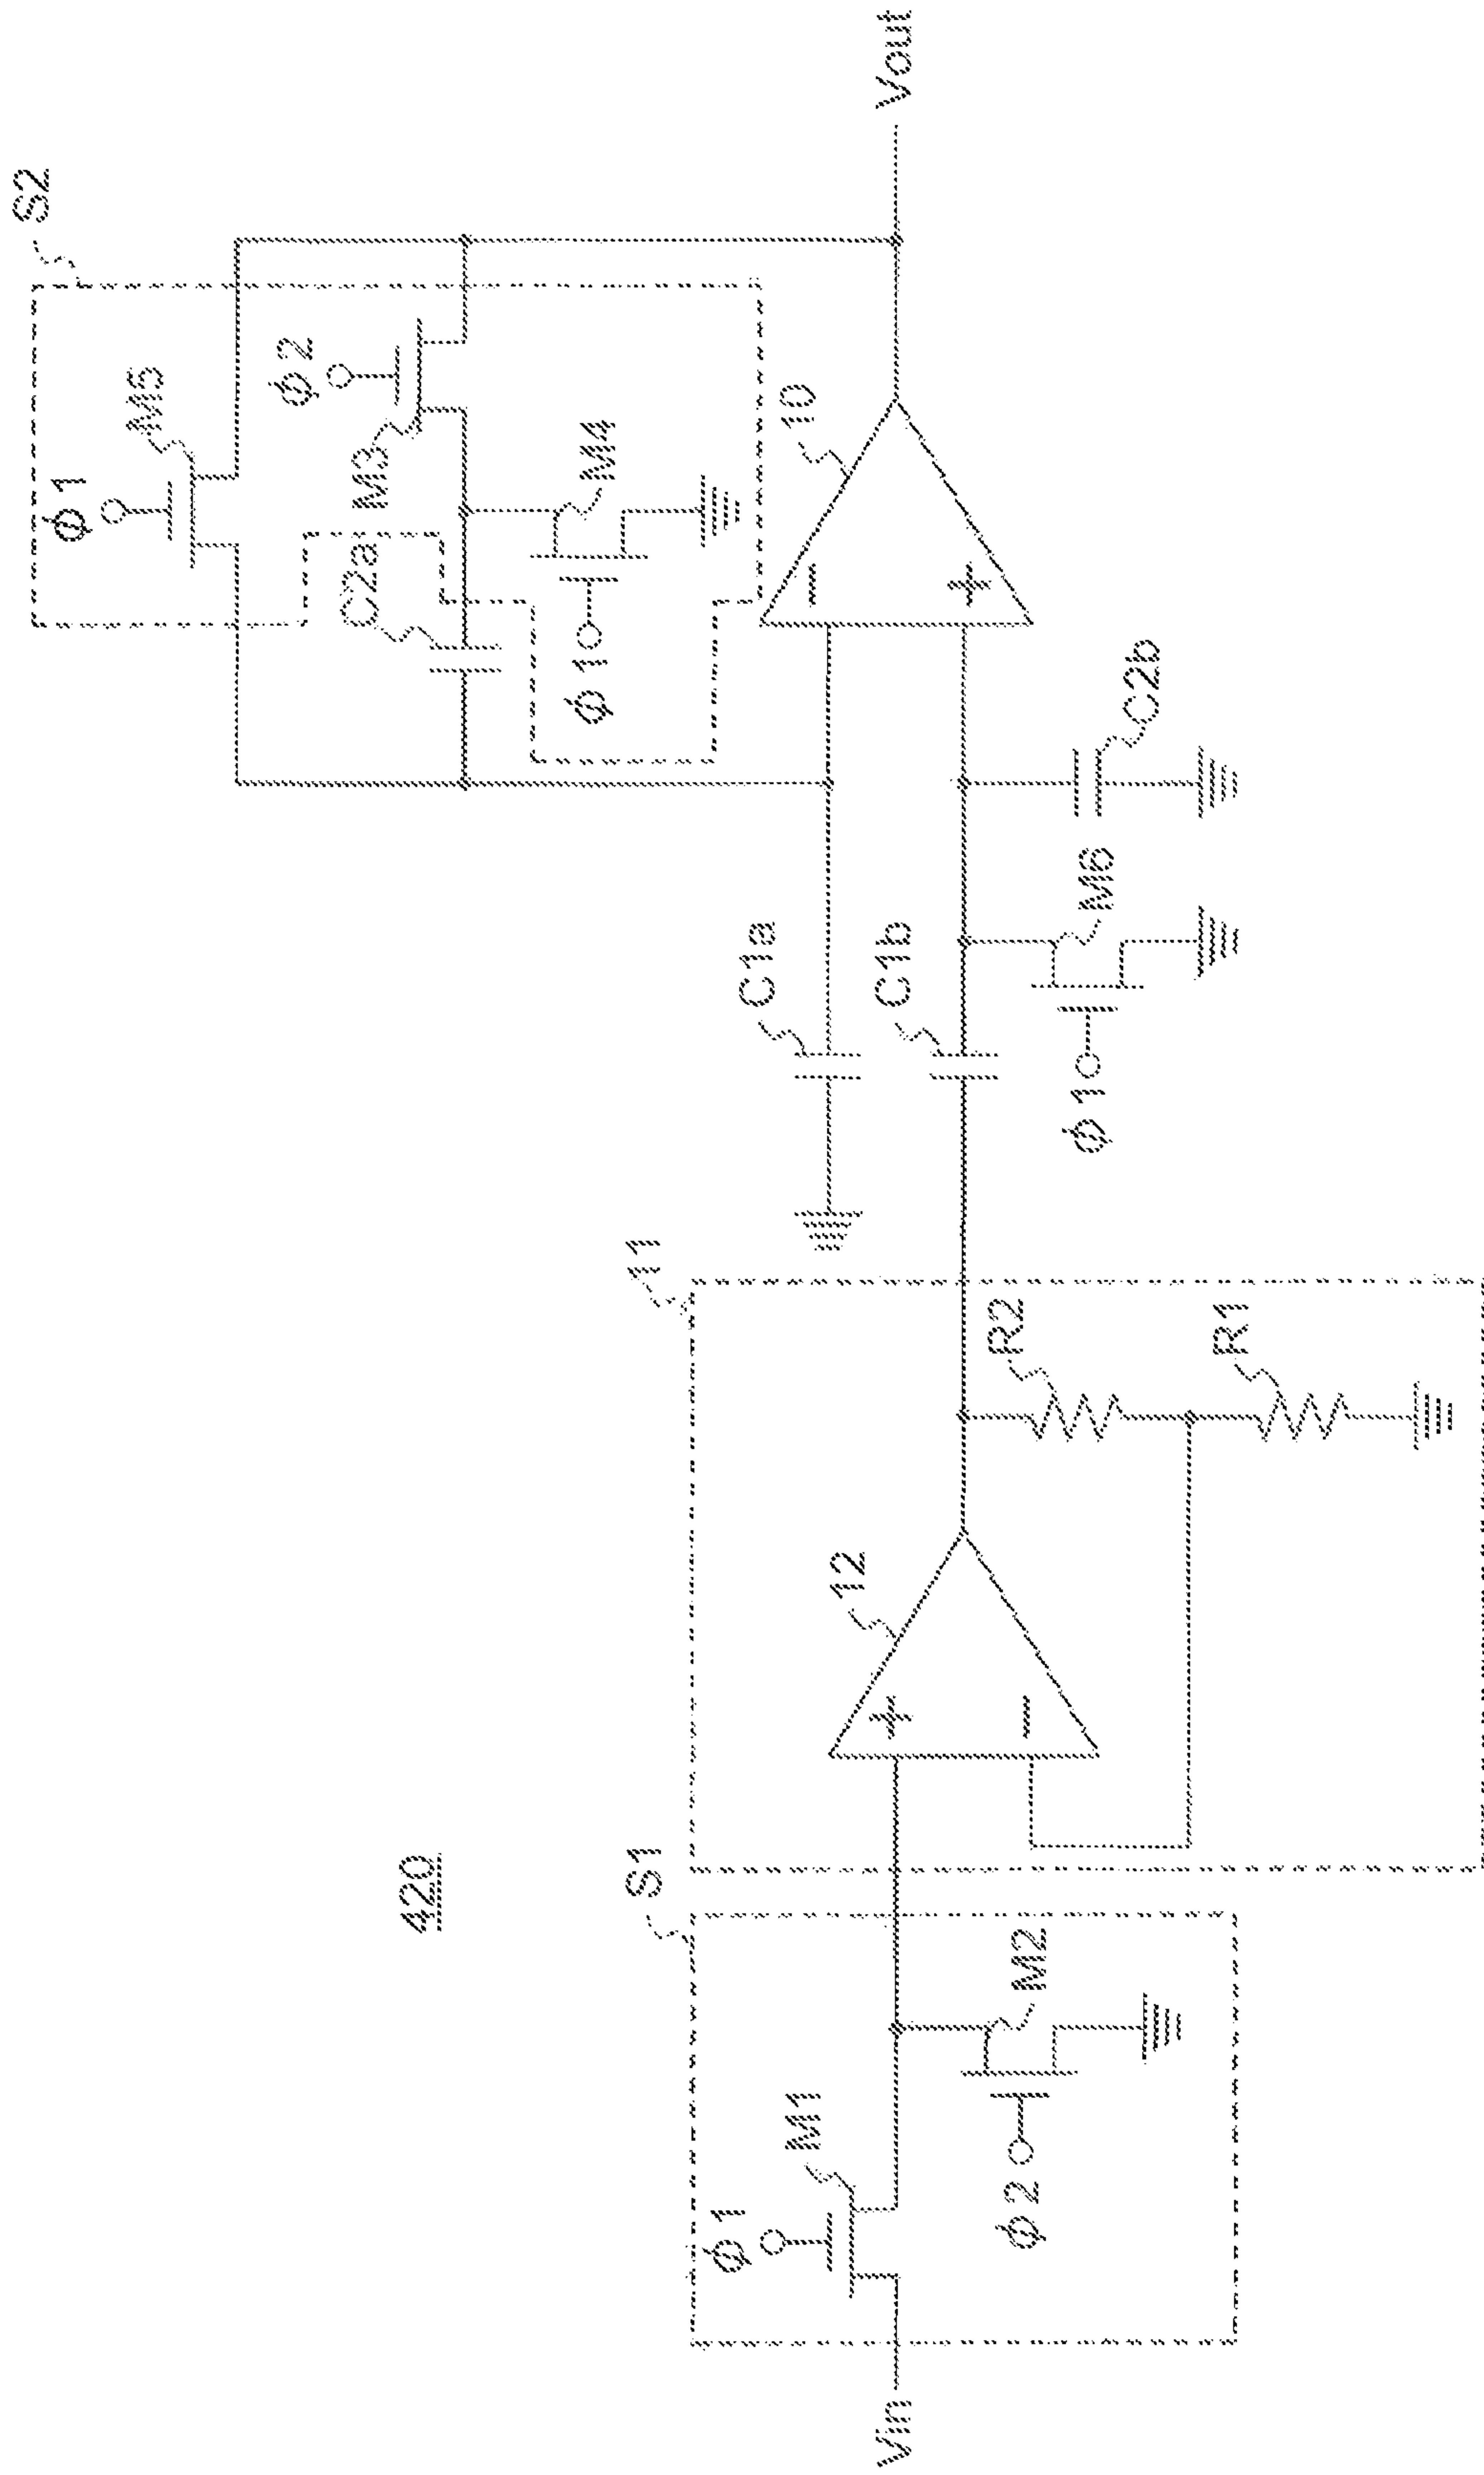 420
S2
ϕ1
M5
ϕ2
M3
C2a
M4
ϕ1
10
−
+
Vout
C1a
C1b
ϕ1
M6
C2b
11
12
+
−
R2
R1
S1
ϕ1
M1
ϕ2
M2
Vin